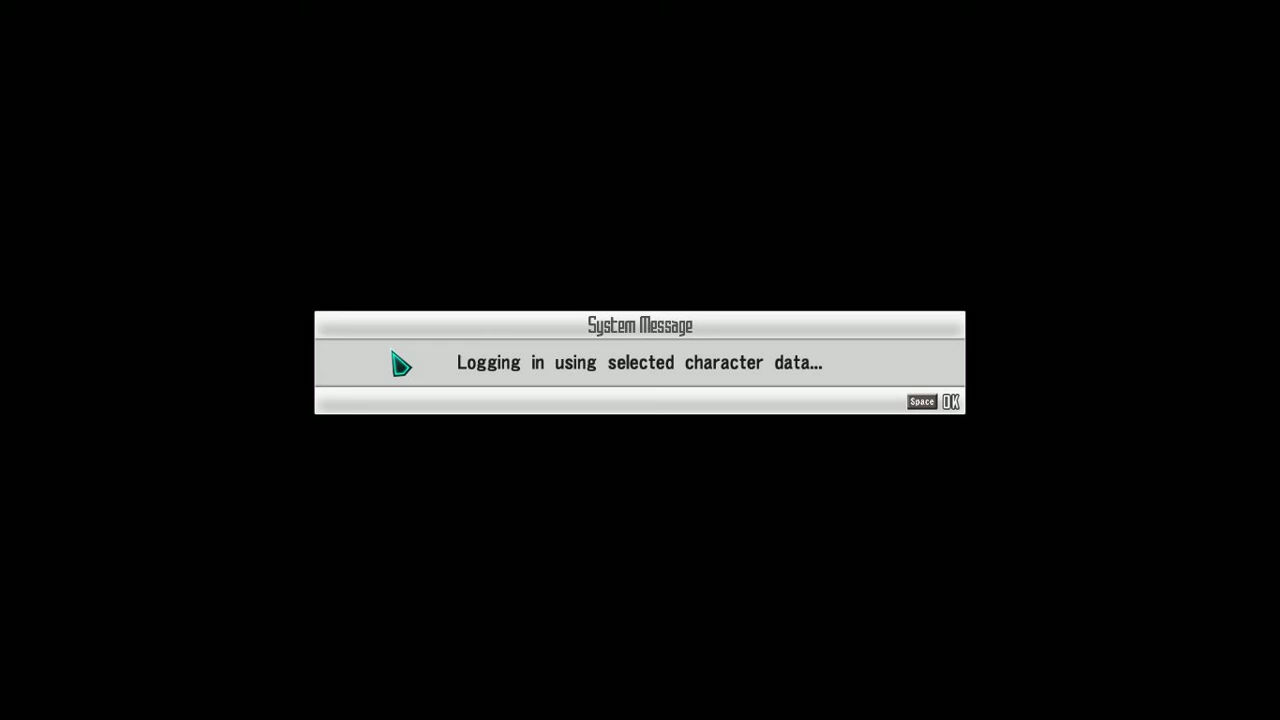 System Message
Logging in using selected character data...
Space OK